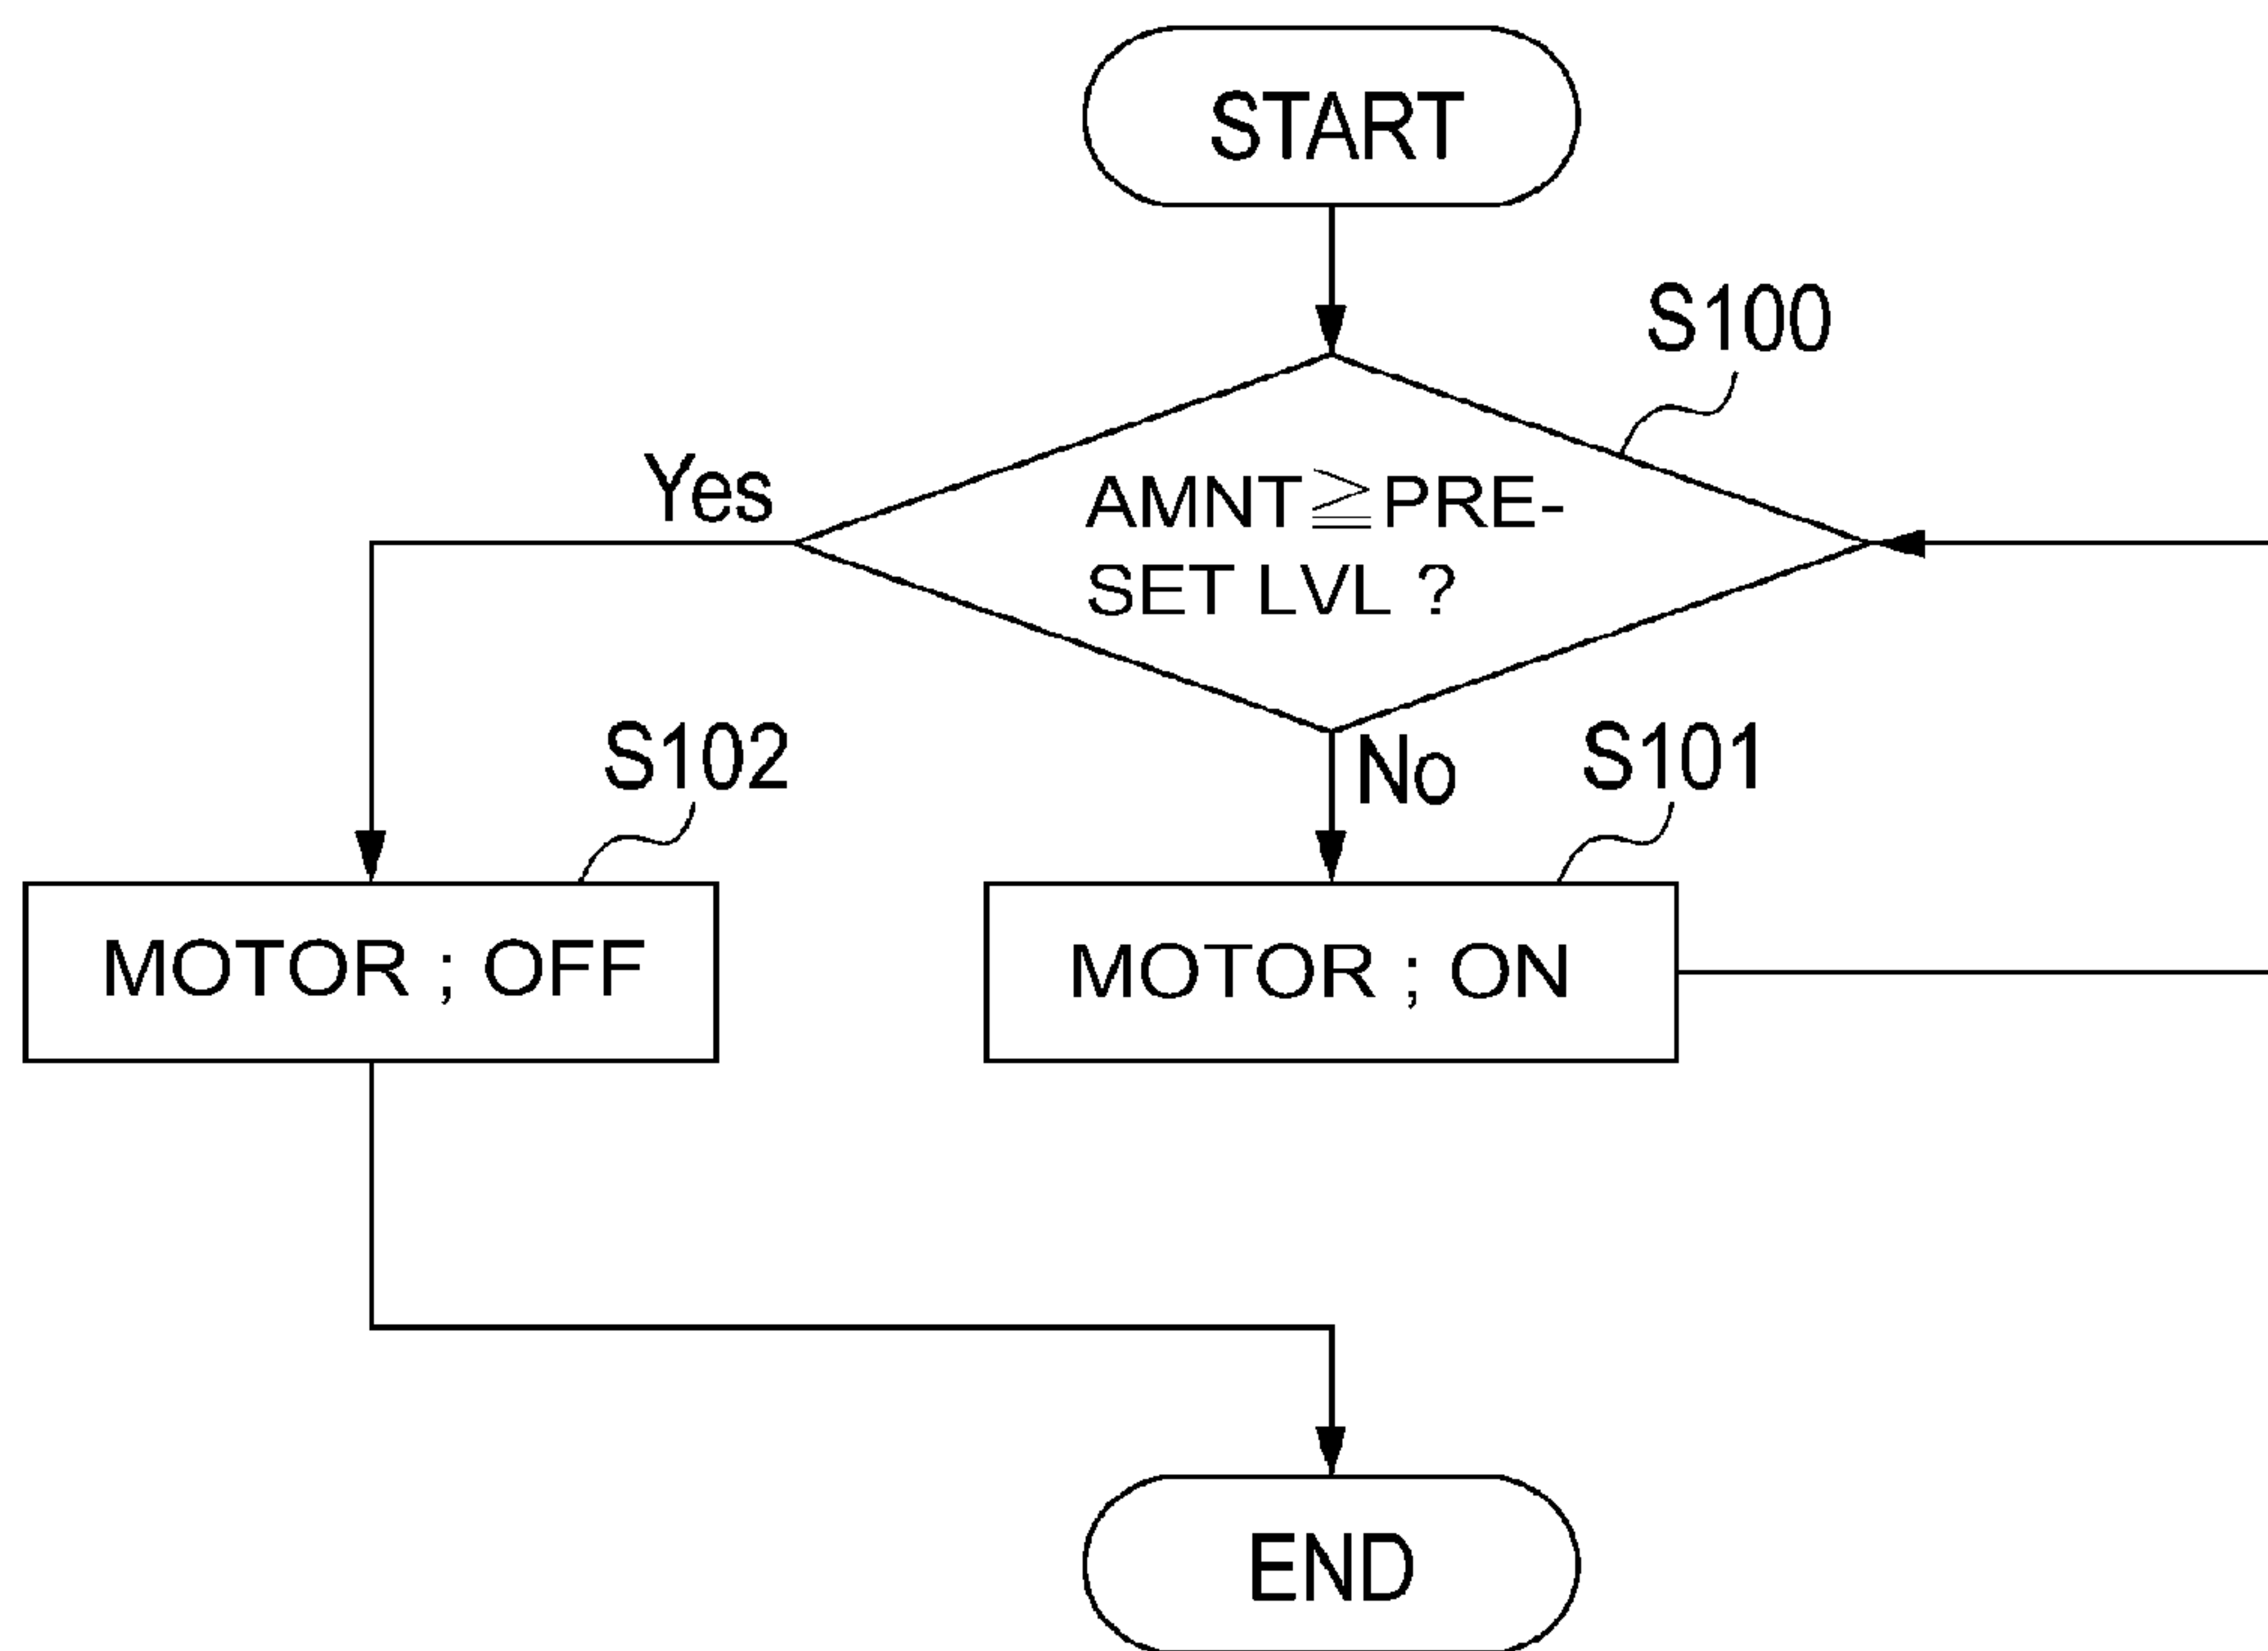 START
S100
Yes
AMNT≧PRE-
SET LVL ?
S102
No
S101
MOTOR ; OFF
MOTOR ; ON
END